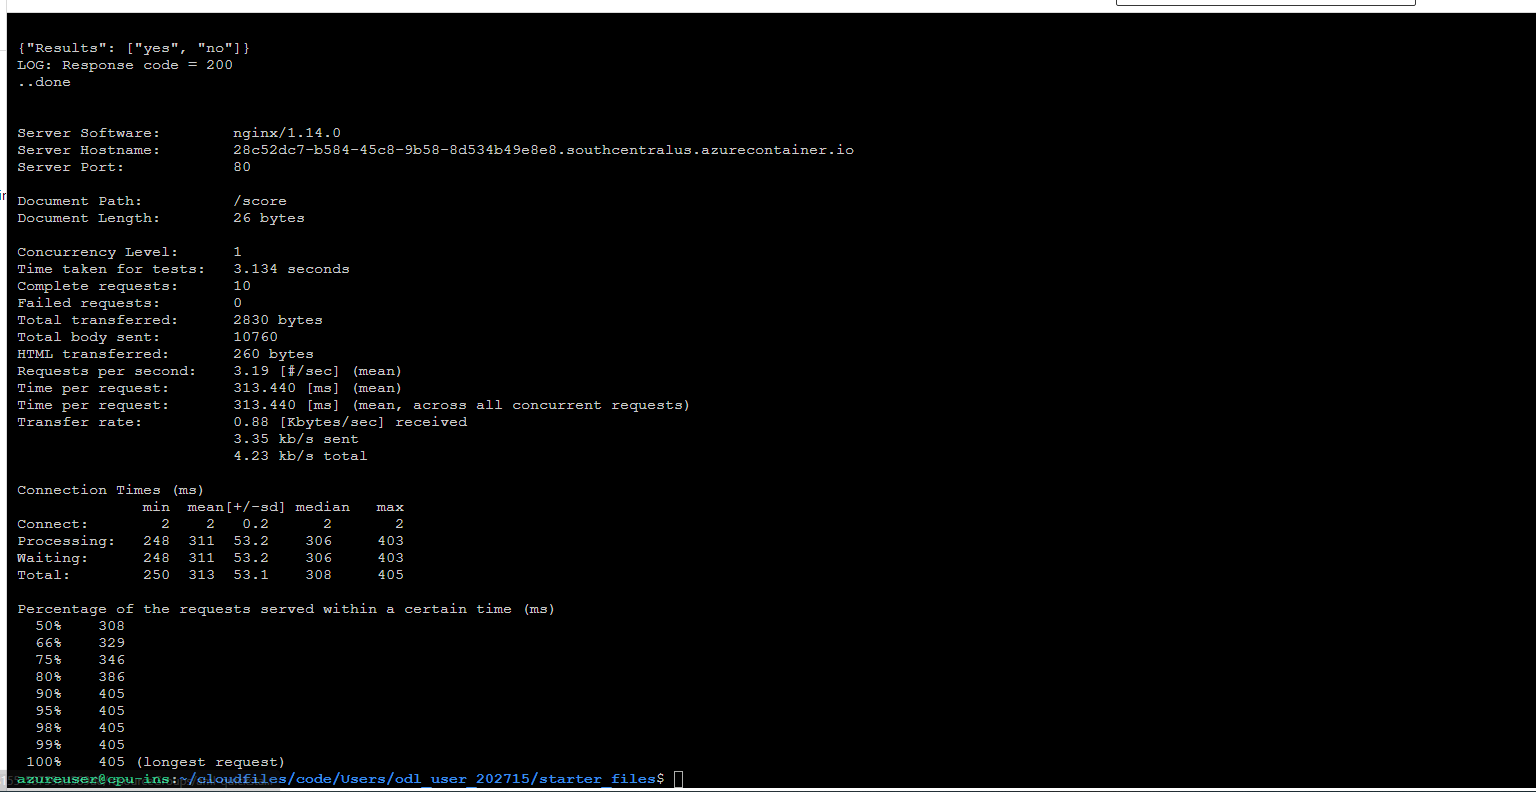 {"Results": ["yes", "no"]}
LOG: Response code = 200
..done
Server Software: nginx/1.14.0
Server Hostname: 28c52dc7-b584-45c8-9b58-8d534b49e8e8.southcentralus.azurecontainer.io
Server Port: 80
Document Path: /score
Document Length: 26 bytes
Concurrency Level: 1
Time taken for tests: 3.134 seconds
Complete requests: 10
Failed requests: 0
Total transferred: 2830 bytes
Total body sent: 10760
HTML transferred: 260 bytes
Requests per second: 3.19 [#/sec] (mean)
Time per request: 313.440 [ms] (mean)
Time per request: 313.440 [ms] (mean, across all concurrent requests)
Transfer rate: 0.88 [Kbytes/sec] received
3.35 kb/s sent
4.23 kb/s total
Connection Times (ms)
min mean[+/-sd] median max
Connect: 2 2 0.2 2 2
Processing: 248 311 53.2 306 403
Waiting: 248 311 53.2 306 403
Total: 250 313 53.1 308 405
Percentage of the requests served within a certain time (ms)
50% 308
66% 329
75% 346
80% 386
90% 405
95% 405
98% 405
99% 405
100% 405 (longest request)
azureuser@cpu-ins:~/cloudfiles/code/Users/odl_user_202715/starter_files$